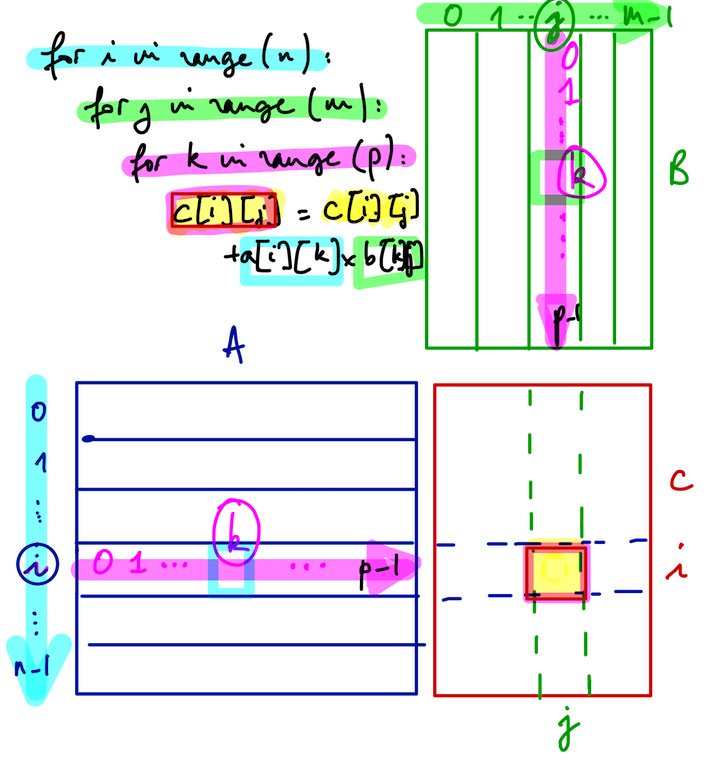 0 1 ·· j ··· m-1
for i in range (n):
for j in range (m):
for k in range (p):
c[i][j] = c[i][j]
+a[i][k]× b[k][j]
0
1
⋮
k
⋮
p-1
B
A
0
1
⋮
i
⋮
n-1
k
0 1 ··· ··· p-1
C
0
i
j